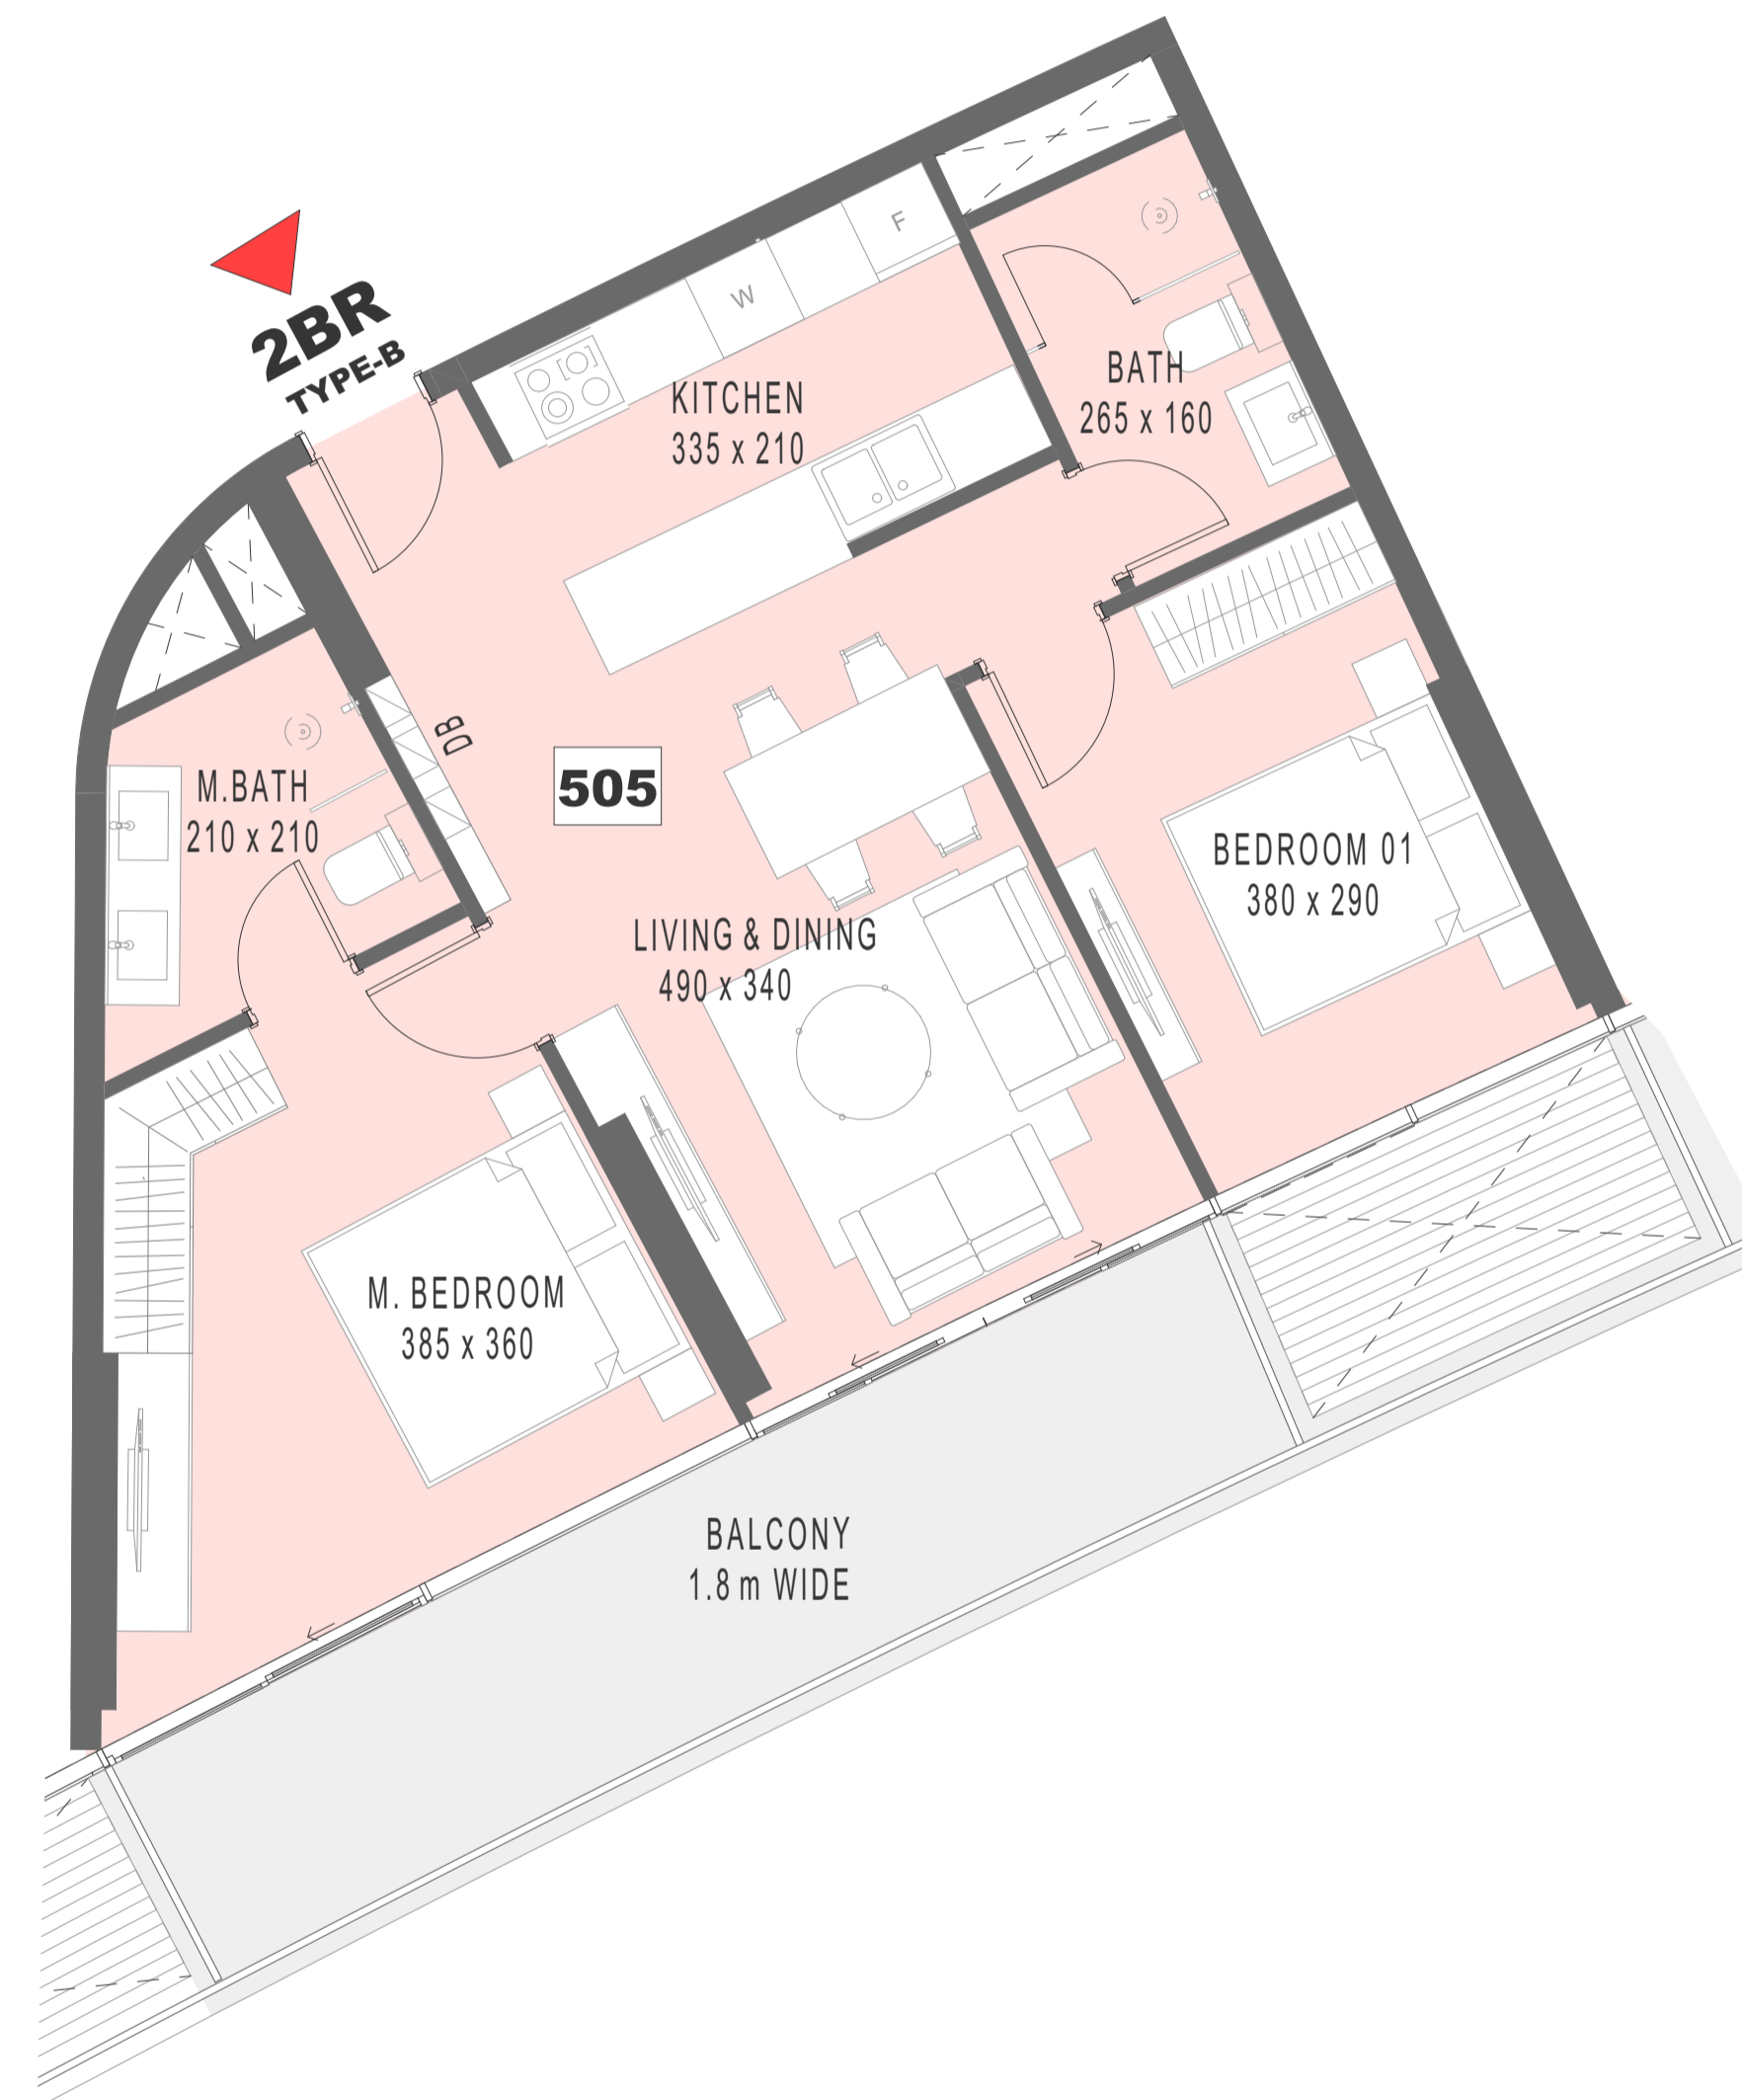 2BR
TYPE-B
F
W
KITCHEN
335 x 210
BATH
265 x 160
DB
505
M.BATH
210 x 210
BEDROOM 01
380 x 290
LIVING & DINING
490 x 340
M. BEDROOM
385 x 360
BALCONY
1.8 m WIDE